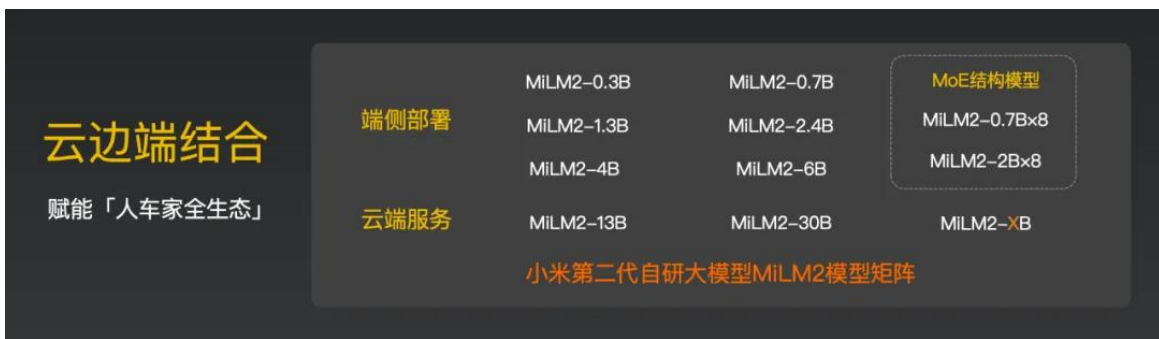 云边端结合
赋能「人车家全生态」
端侧部署
MiLM2-0.3B MiLM2-0.7B
MiLM2-1.3B MiLM2-2.4B
MiLM2-4B MiLM2-6B
MoE结构模型
MiLM2-0.7B×8
MiLM2-2B×8
云端服务 MiLM2-13B MiLM2-30B MiLM2-XB
小米第二代自研大模型MiLM2模型矩阵